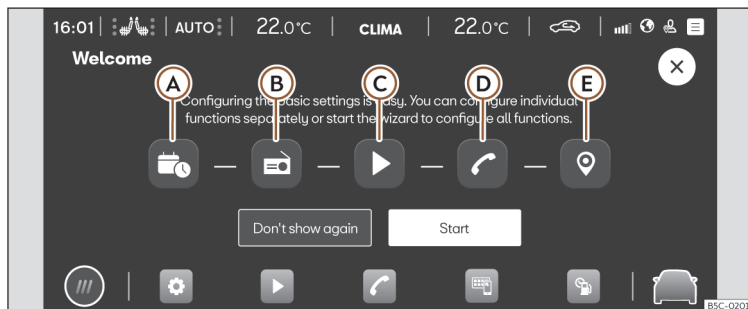 16:01 AUTO 22.0°C CLIMA 22.0°C
Welcome
A B C D E
Configuring the basic settings is easy. You can configure individual
functions separately or start the wizard to configure all functions.
Don't show again Start
B5C-0201